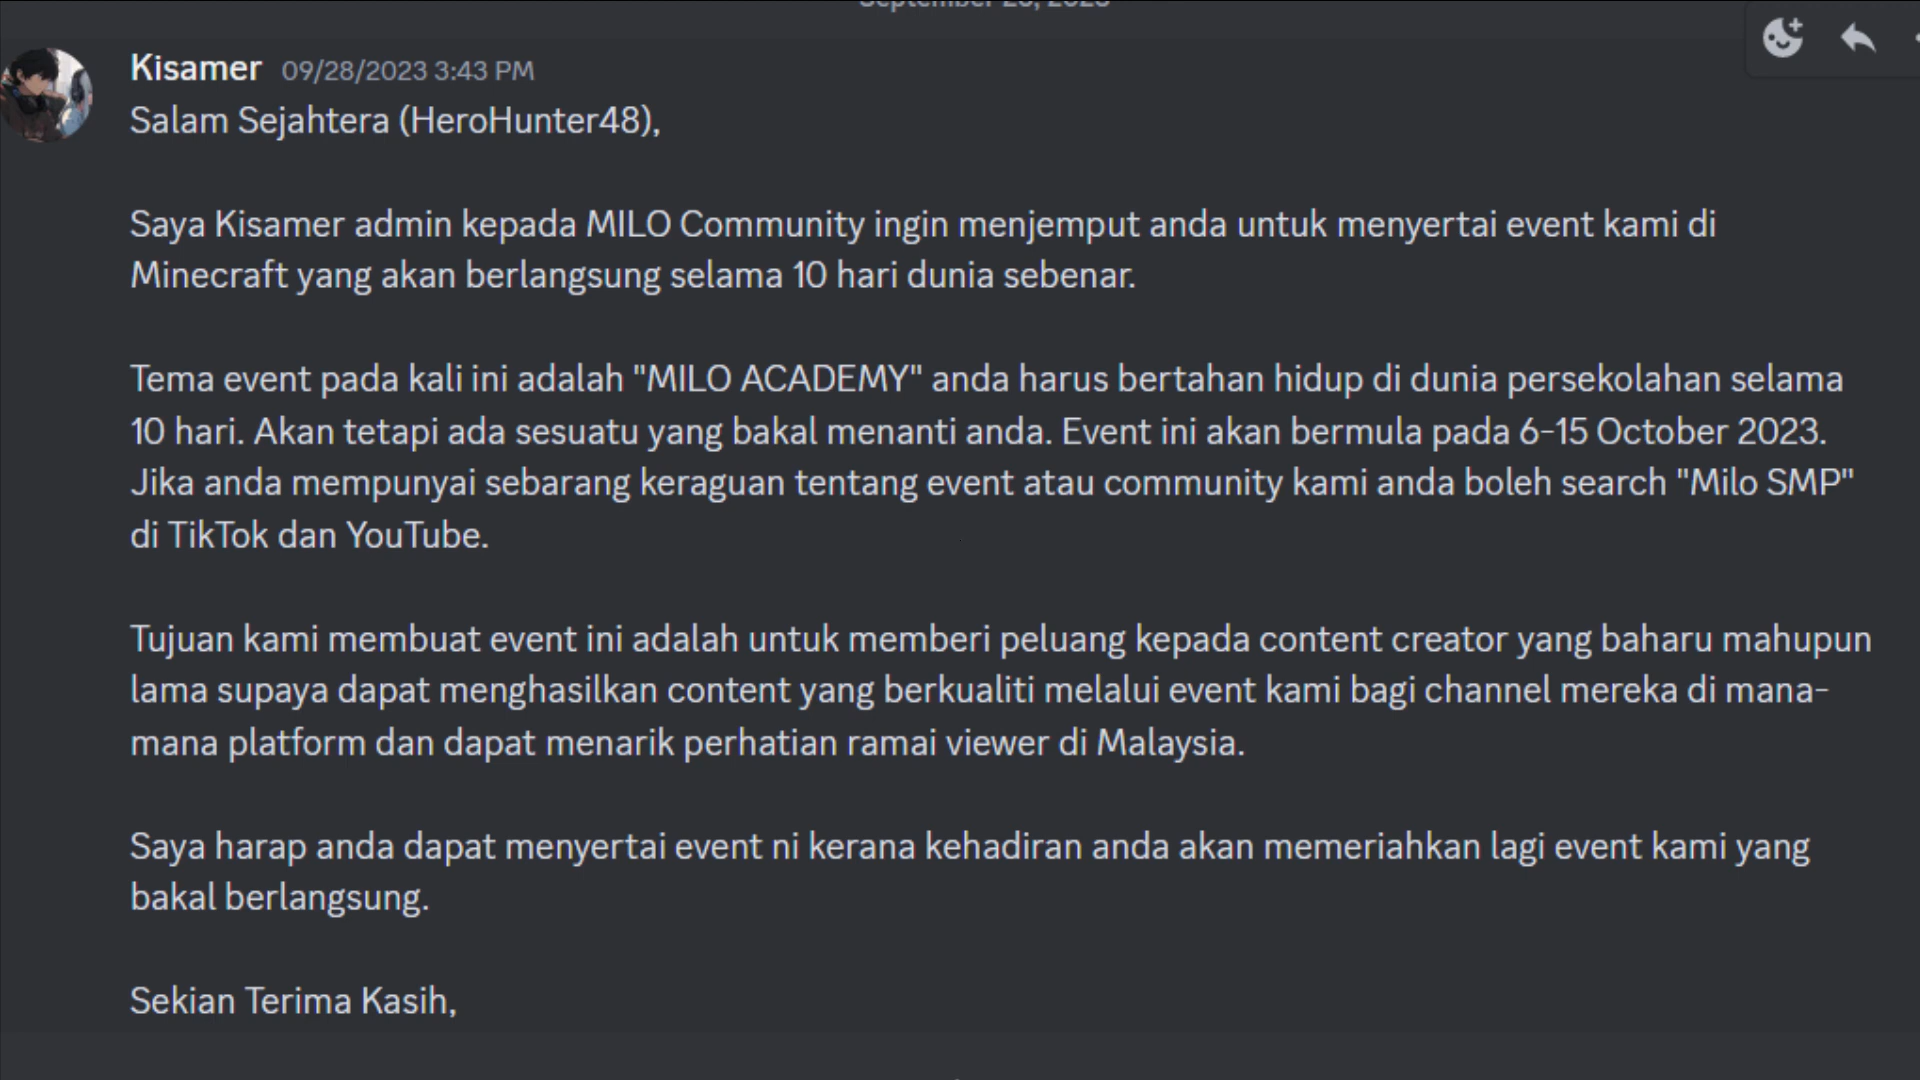 Kisamer 09/28/2023 3:43 PM
Salam Sejahtera (HeroHunter48),
Saya Kisamer admin kepada MILO Community ingin menjemput anda untuk menyertai event kami di
Minecraft yang akan berlangsung selama 10 hari dunia sebenar.
Tema event pada kali ini adalah "MILO ACADEMY" anda harus bertahan hidup di dunia persekolahan selama
10 hari. Akan tetapi ada sesuatu yang bakal menanti anda. Event ini akan bermula pada 6-15 October 2023.
Jika anda mempunyai sebarang keraguan tentang event atau community kami anda boleh search "Milo SMP"
di TikTok dan YouTube.
Tujuan kami membuat event ini adalah untuk memberi peluang kepada content creator yang baharu mahupun
lama supaya dapat menghasilkan content yang berkualiti melalui event kami bagi channel mereka di mana-
mana platform dan dapat menarik perhatian ramai viewer di Malaysia.
Saya harap anda dapat menyertai event ni kerana kehadiran anda akan memeriahkan lagi event kami yang
bakal berlangsung.
Sekian Terima Kasih,